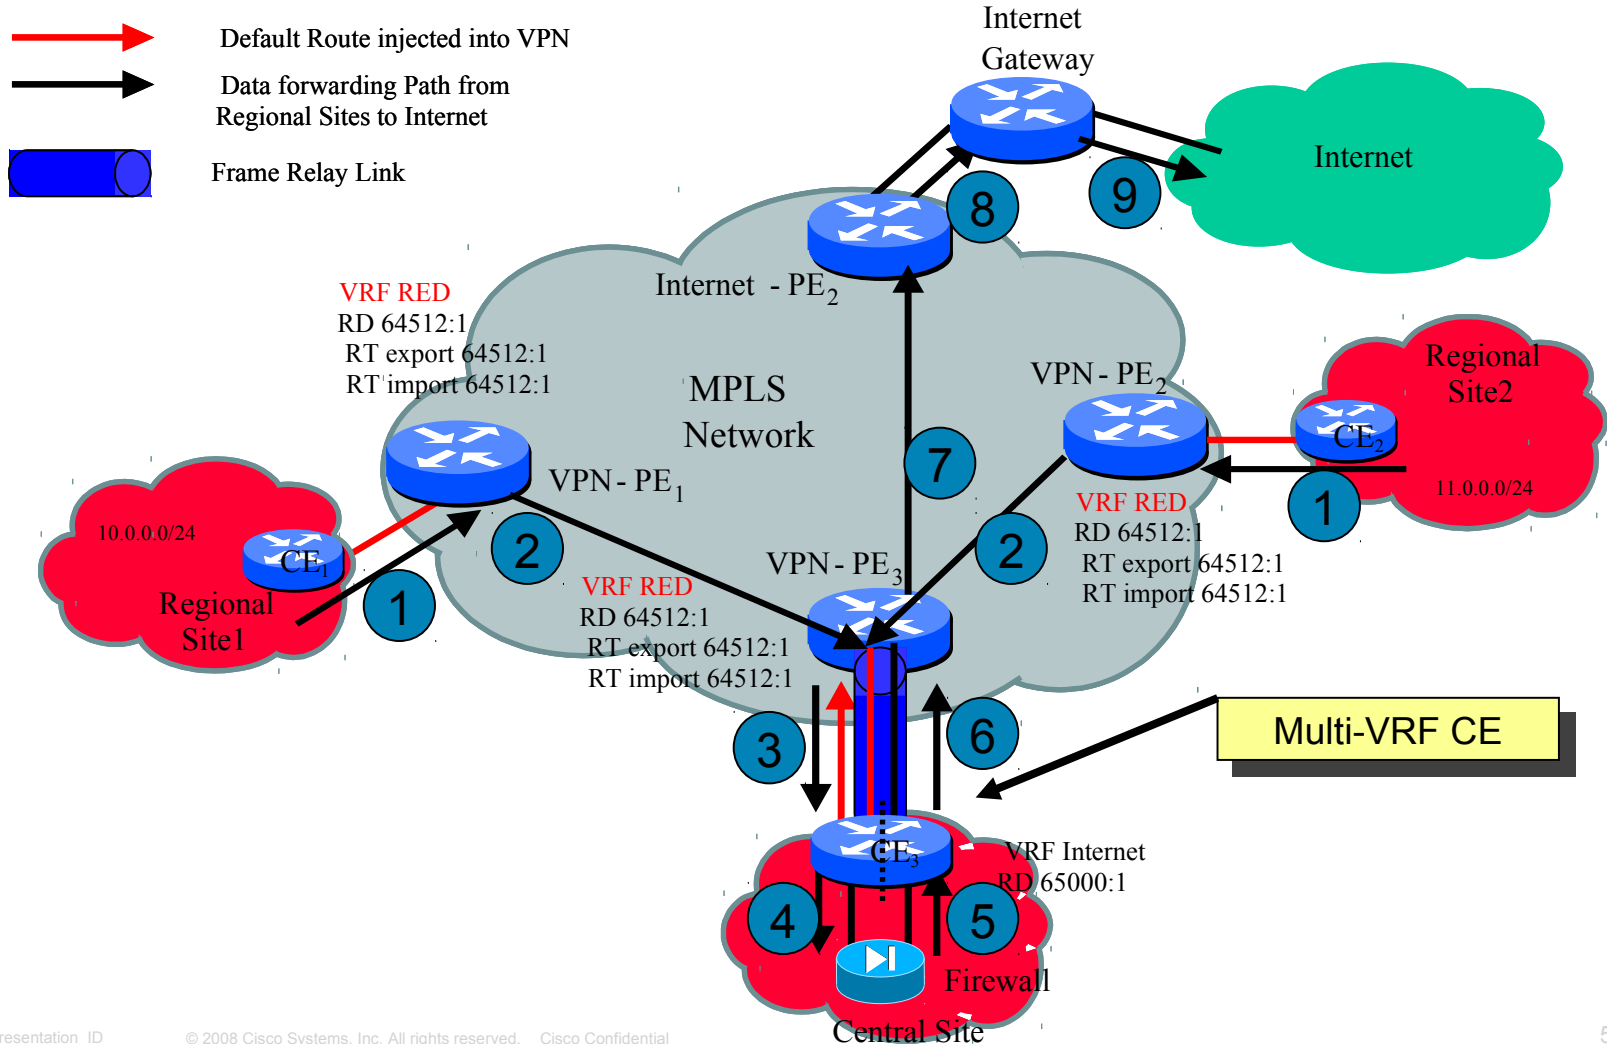 Default Route injected into VPN
Data forwarding Path from
Regional Sites to Internet
Frame Relay Link
Internet
Gateway
Internet
8
9
Internet - PE2
VRF RED
RD 64512:1
RT export 64512:1
RT import 64512:1
MPLS
Network
VPN- PE2
Regional
Site2
CE2
11.0.0.0/24
1
7
VPN- PE1
2
2
VRF RED
RD 64512:1
RT export 64512:1
RT import 64512:1
10.0.0.0/24
CE1
Regional
Site1
1
VPN- PE3
VRF RED
RD 64512:1
RT export 64512:1
RT import 64512:1
3
6
Multi-VRF CE
CE3
VRF Internet
RD 65000:1
4
5
Firewall
Central Site
resentation_ID
© 2008 Cisco Systems, Inc. All rights reserved.
Cisco Confidential
5